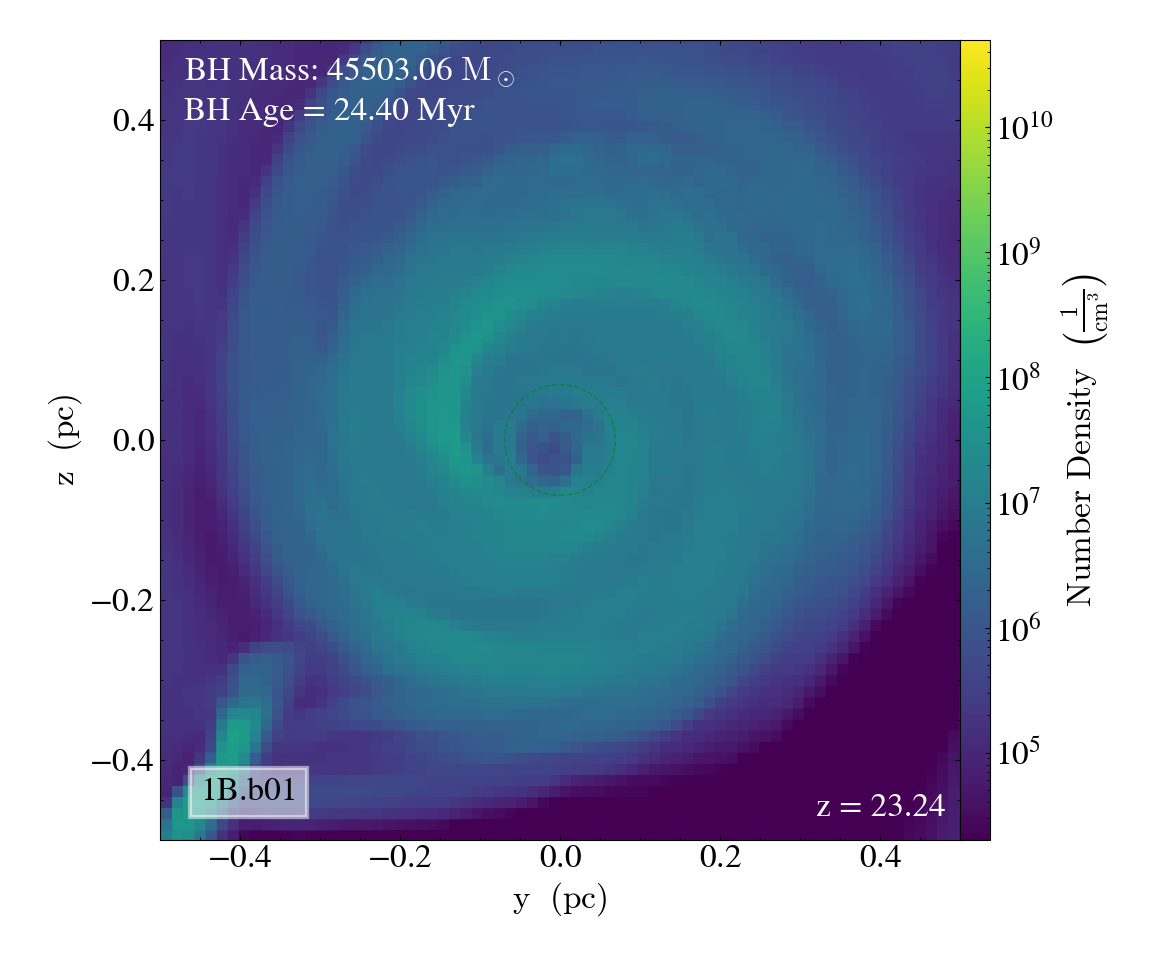 BH Mass: 45503.06 M⊙
BH Age = 24.40 Myr
0.4
0.2
0.0
−0.2
−0.4
z (pc)
1B.b01
z = 23.24
−0.4 −0.2 0.0 0.2 0.4
y (pc)
10¹⁰
10⁹
10⁸
10⁷
10⁶
10⁵
Number Density (1/cm³)